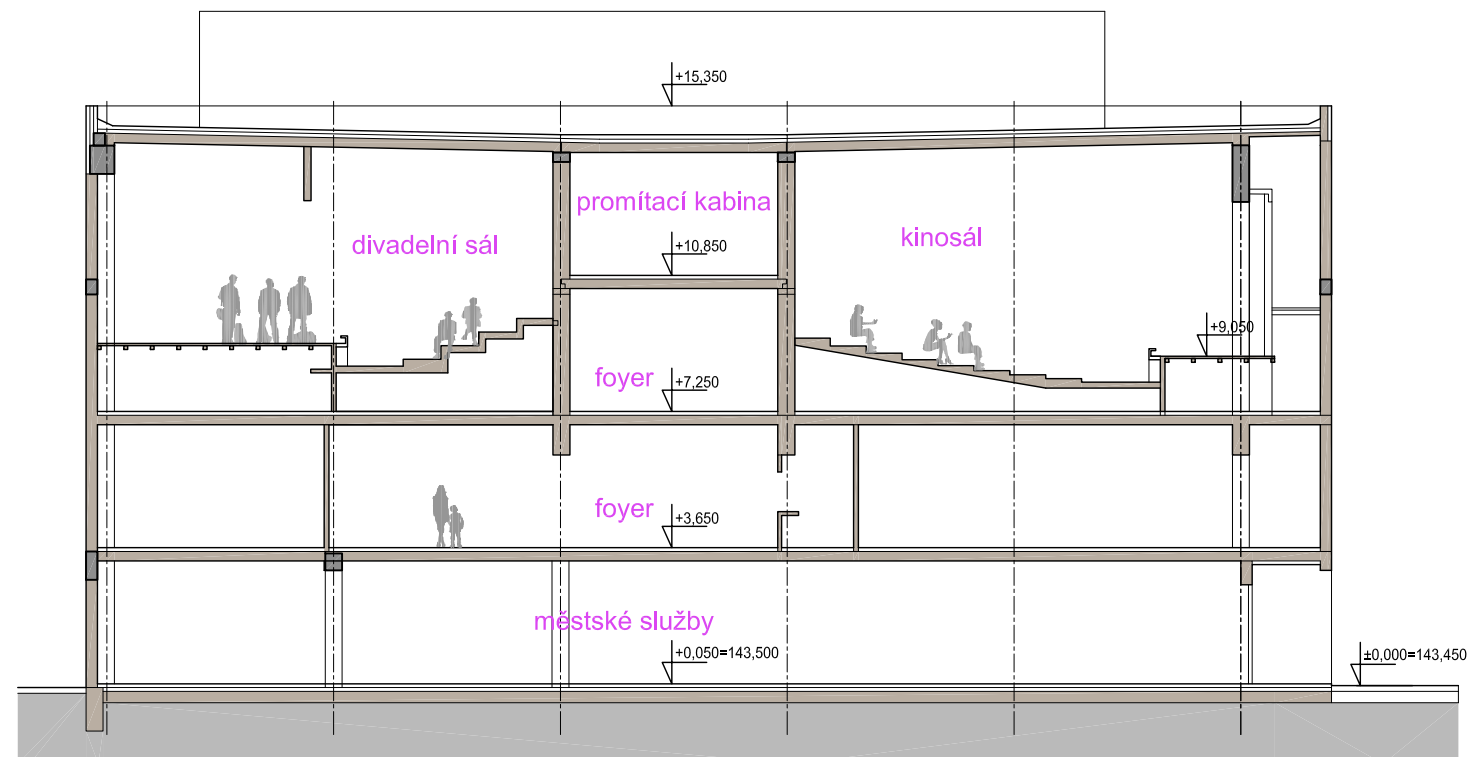 +15,350
promítací kabina
kinosál
divadelní sál
+10,850
+9,050
foyer
+7,250
foyer
+3,650
městské služby
+0,050=143,500
±0,000=143,450